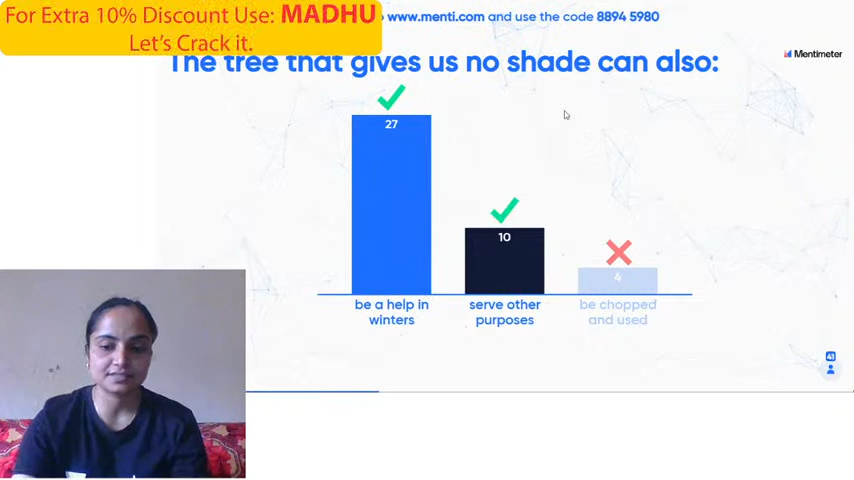 For Extra 10% Discount Use: MADHU
Let's Crack it.
www.menti.com and use the code 8894 5980
Mentimeter
The tree that gives us no shade can also:
27
10
4
be a help in
winters
serve other
purposes
be chopped
and used
41